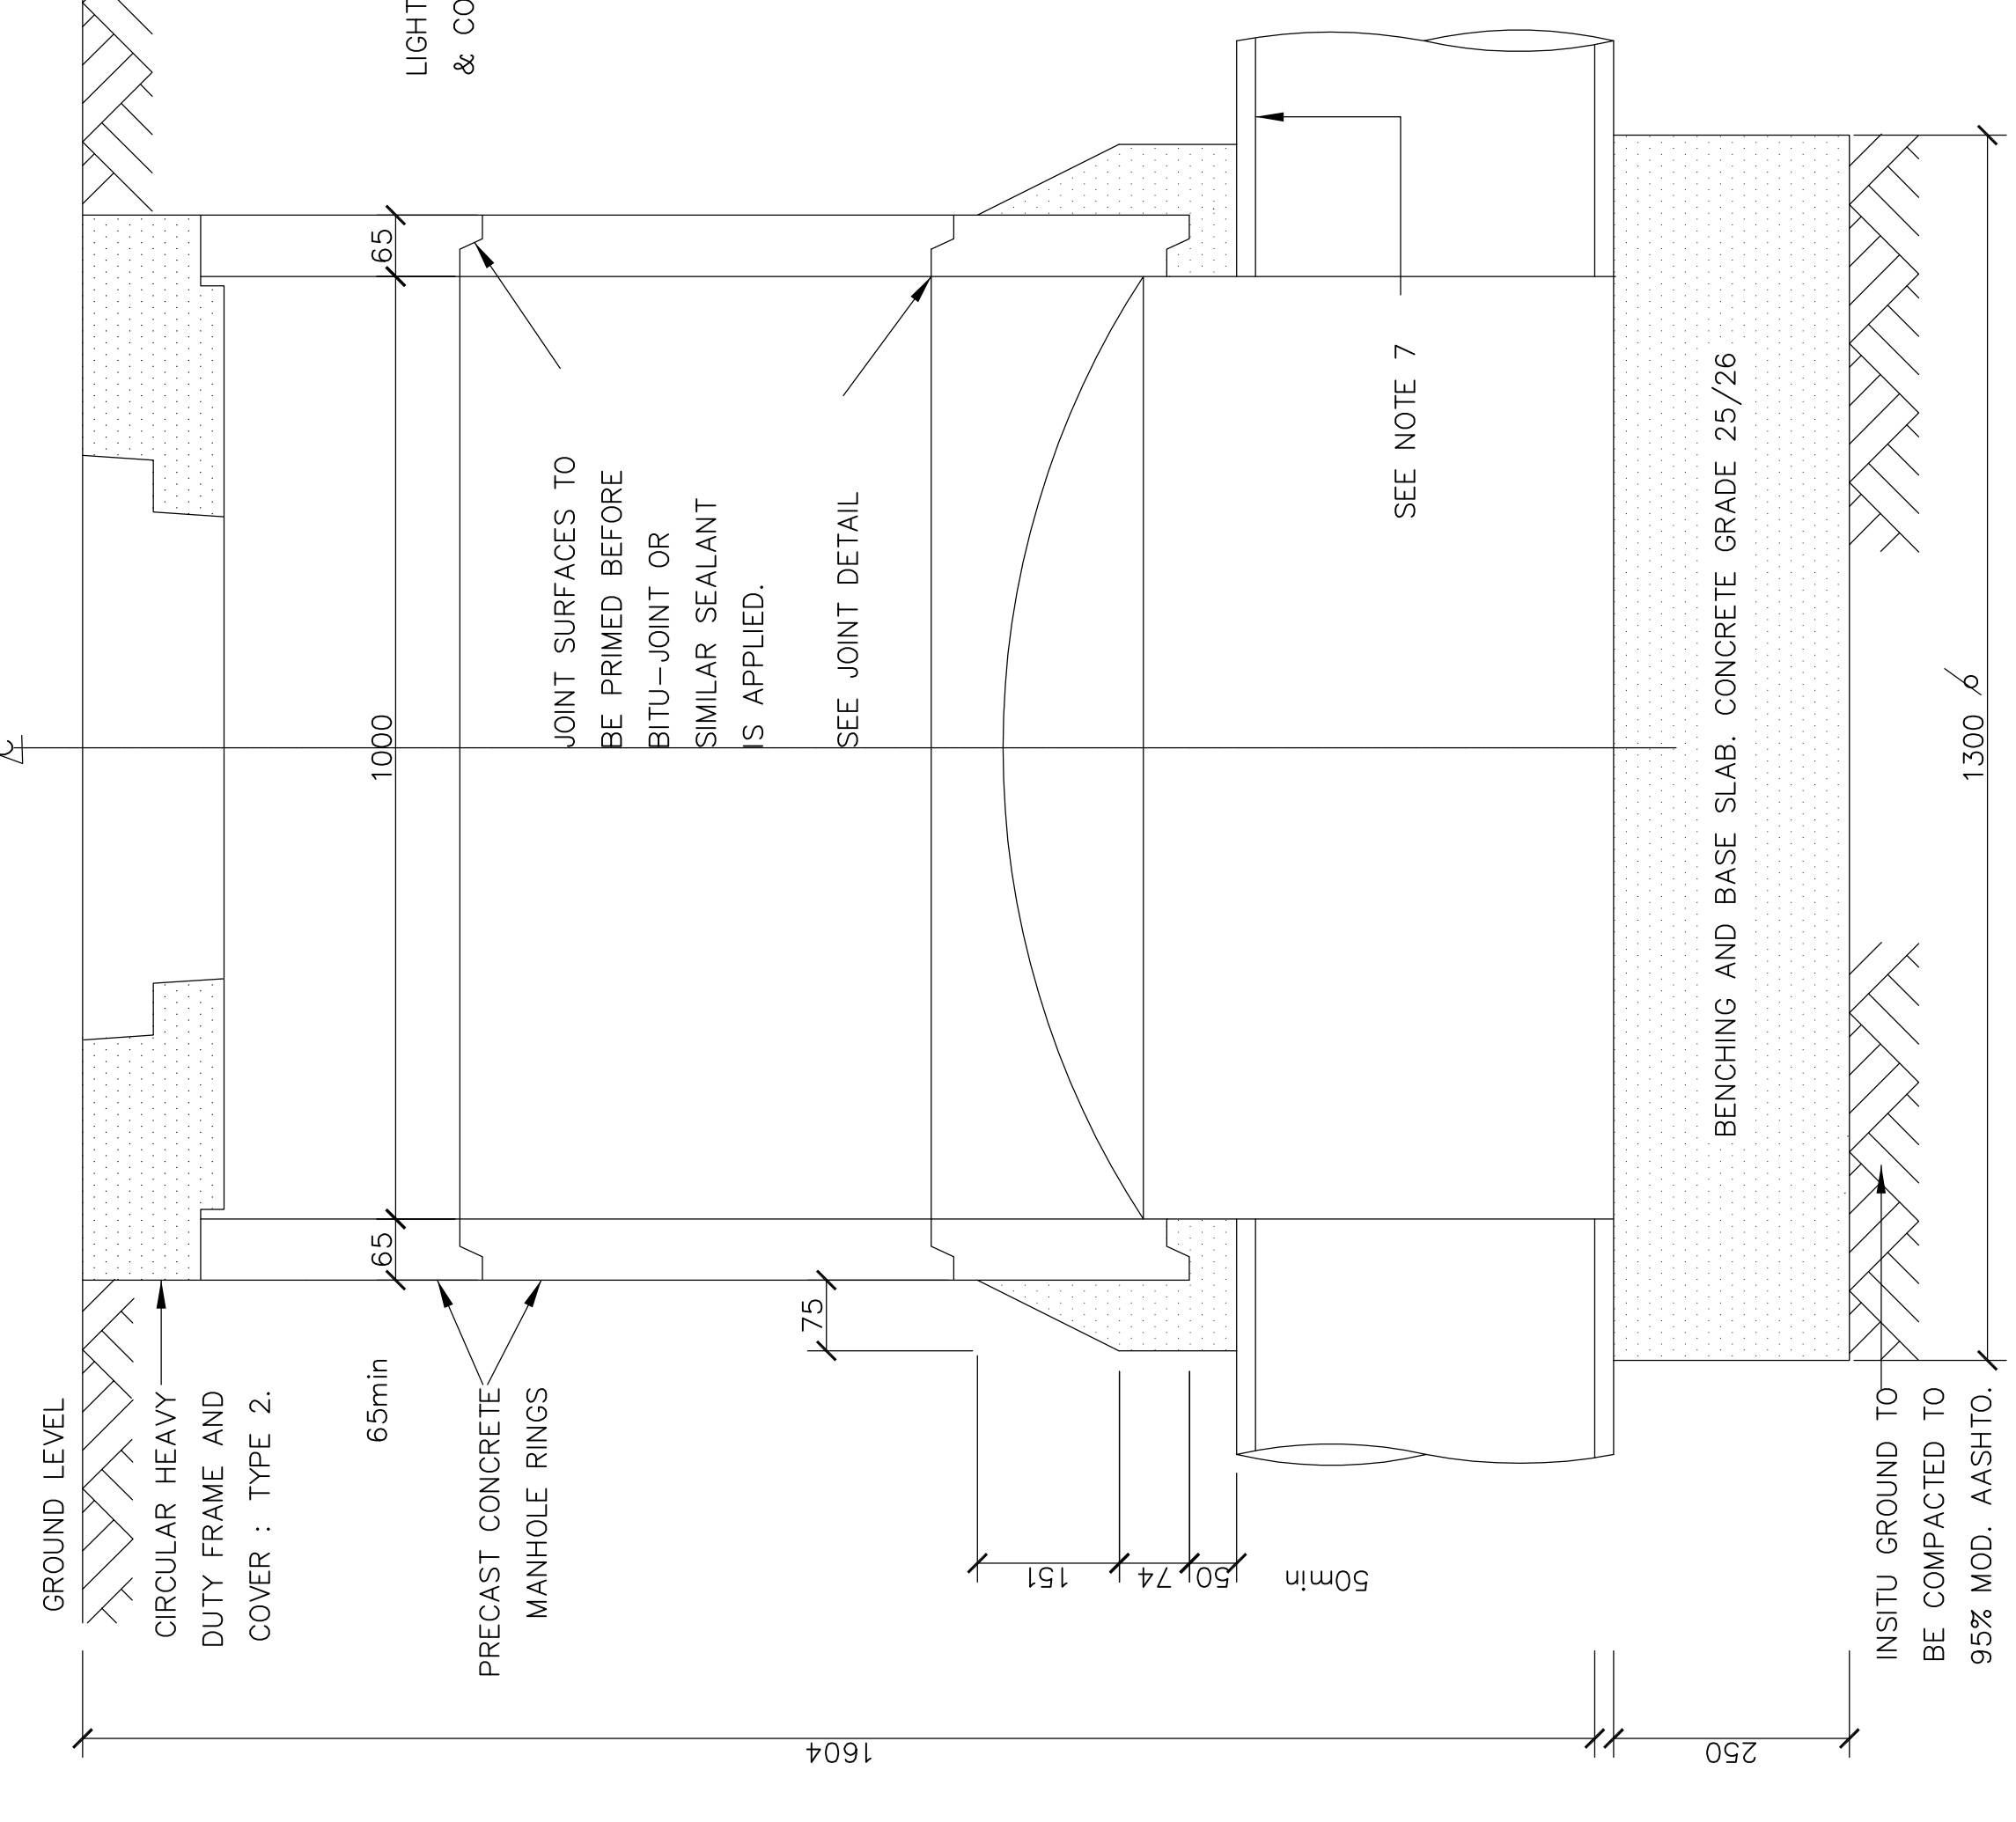 GROUND LEVEL
CIRCULAR HEAVY
DUTY FRAME AND
COVER : TYPE 2.
65min
65
1000
65
LIGHT
& CO
PRECAST CONCRETE
MANHOLE RINGS
JOINT SURFACES TO
BE PRIMED BEFORE
BITU-JOINT OR
SIMILAR SEALANT
IS APPLIED.
75
SEE JOINT DETAIL
151
74
50
50min
SEE NOTE 7
1604
250
BENCHING AND BASE SLAB. CONCRETE GRADE 25/26
INSITU GROUND TO
BE COMPACTED TO
95% MOD. AASHTO.
1300